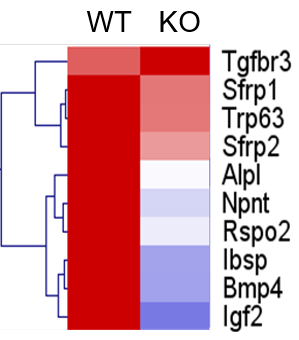 WT KO
Tgfbr3
Sfrp1
Trp63
Sfrp2
Alpl
Npnt
Rspo2
Ibsp
Bmp4
Igf2